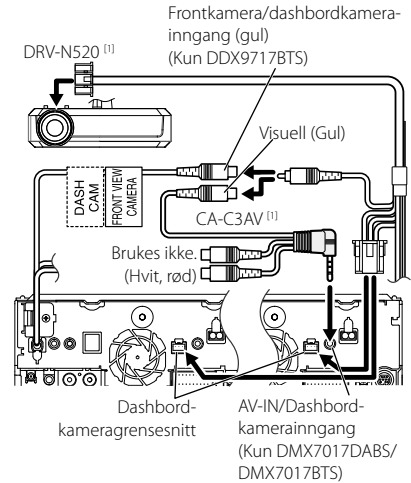 Frontkamera/dashbordkamera-
inngang (gul)
(Kun DDX9717BTS)
DRV-N520 [1]
Visuell (Gul)
DASH
CAM
FRONT VIEW
CAMERA
CA-C3AV [1]
Brukes ikke.
(Hvit, rød)
Dashbord-
kameragrensesnitt
AV-IN/Dashbord-
kamerainngang
(Kun DMX7017DABS/
DMX7017BTS)